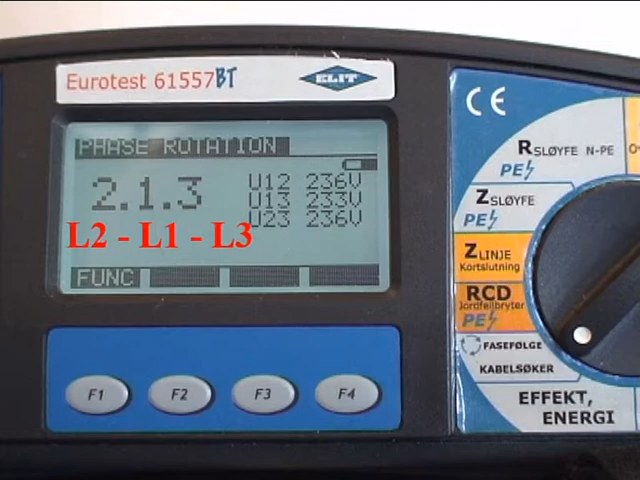 Eurotest 61557BT
ELIT
PHASE ROTATION
2.1.3
U12 236V
U13 233V
U23 236V
L2 - L1 - L3
FUNC
F1 F2 F3 F4
CE
RSLØYFE N-PE
PE
ZSLØYFE
PE
ZLINJE
Kortslutning
RCD
Jordfeilbryter
PE
FASEFØLGE
KABELSØKER
EFFEKT,
ENERGI